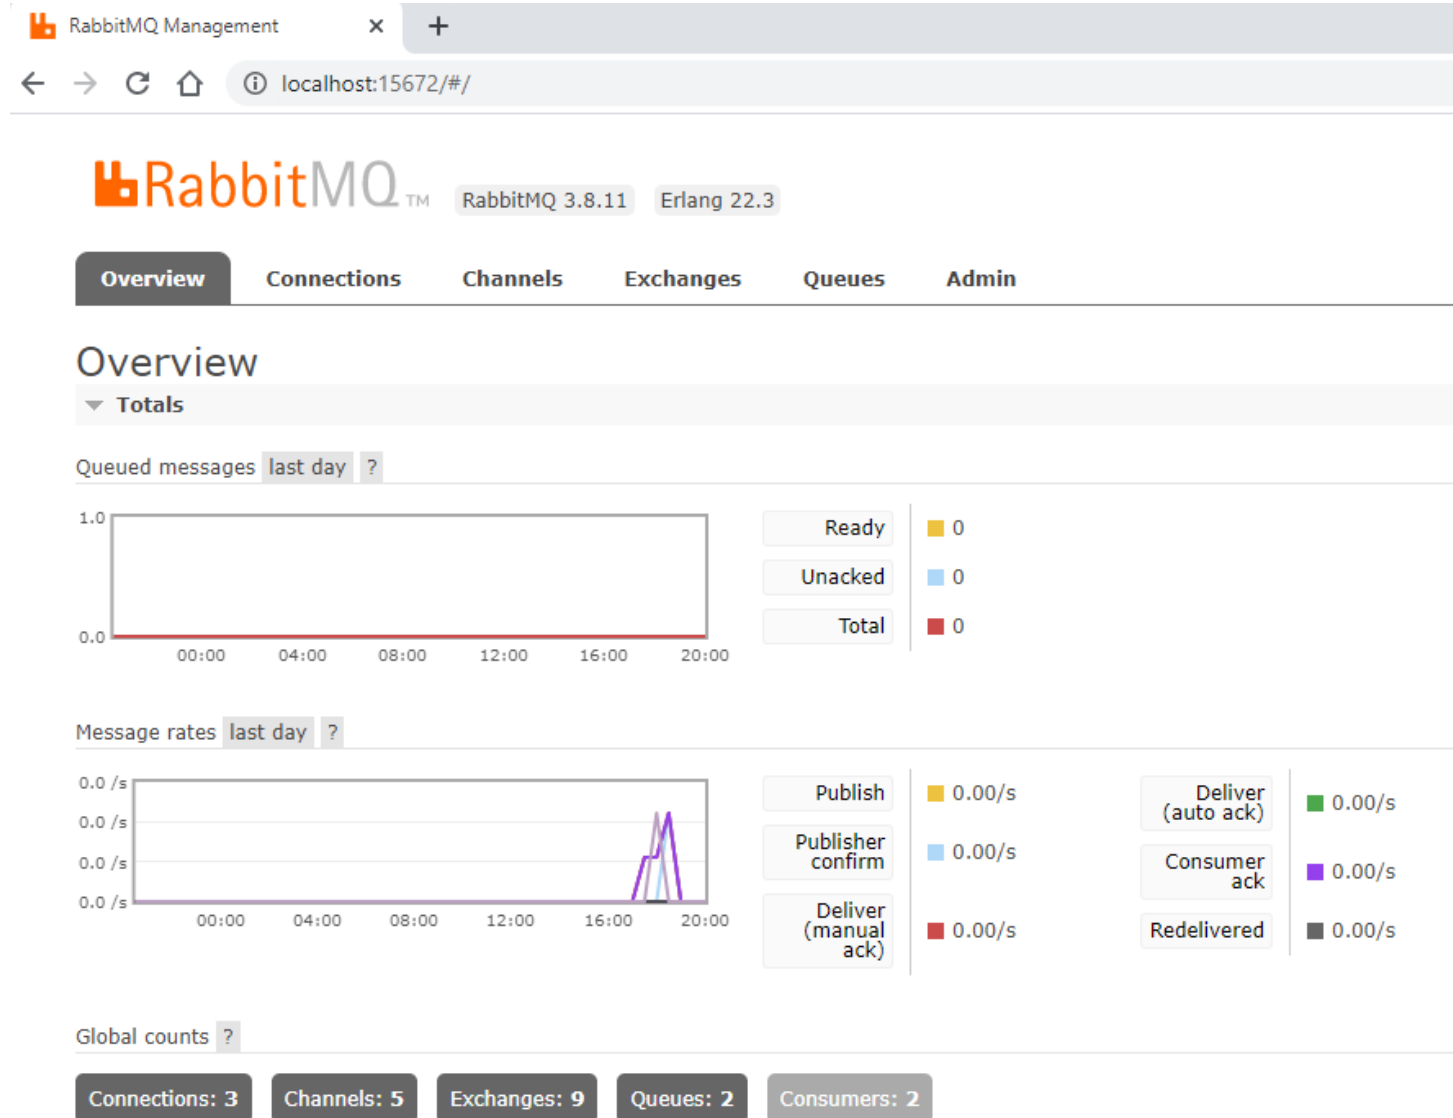 RabbitMQ Management
localhost:15672/#/
RabbitMQ TM RabbitMQ 3.8.11 Erlang 22.3
Overview Connections Channels Exchanges Queues Admin
Overview
Totals
Queued messages last day ?
1.0
0.0
00:00 04:00 08:00 12:00 16:00 20:00
Ready 0
Unacked 0
Total 0
Message rates last day ?
0.0 /s
0.0 /s
0.0 /s
0.0 /s
00:00 04:00 08:00 12:00 16:00 20:00
Publish 0.00/s
Publisher
confirm 0.00/s
Deliver
(manual
ack) 0.00/s
Deliver
(auto ack) 0.00/s
Consumer
ack 0.00/s
Redelivered 0.00/s
Global counts ?
Connections: 3 Channels: 5 Exchanges: 9 Queues: 2 Consumers: 2